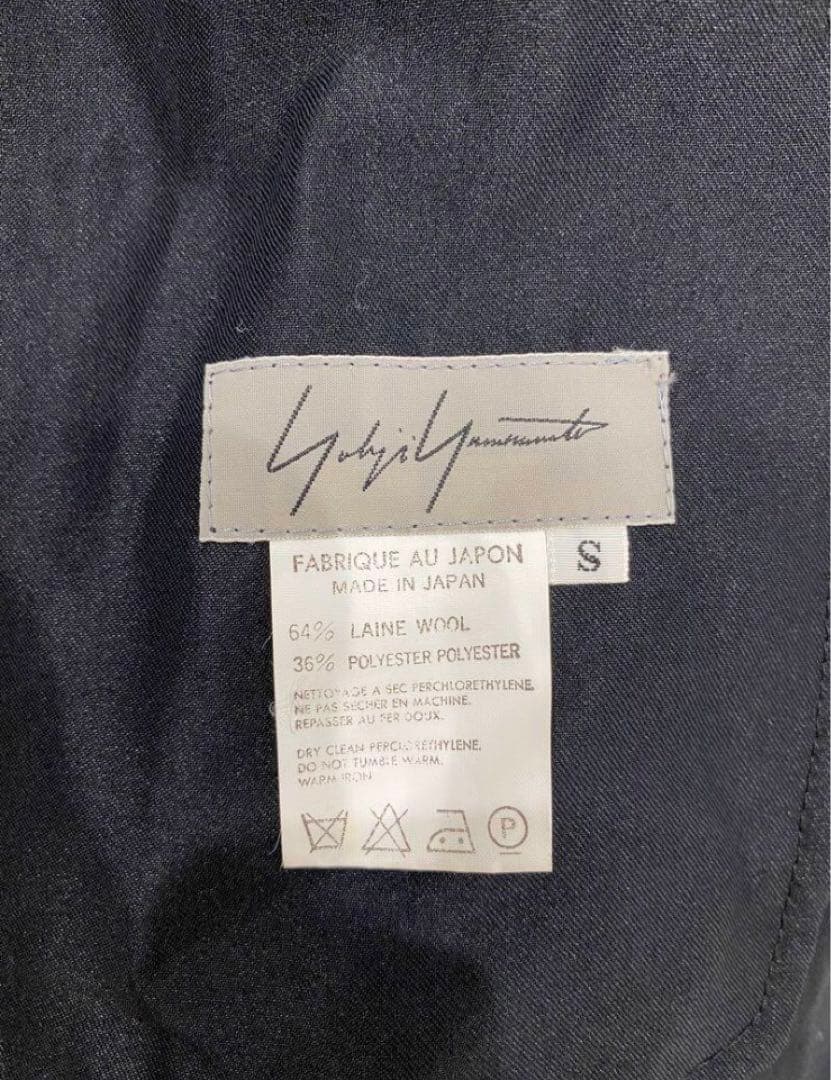 Yohji Yamamoto
S
FABRIQUE AU JAPON
MADE IN JAPAN
64% LAINE WOOL
36% POLYESTER POLYESTER
NETTOYAGE A SEC PERCHLORETHYLENE.
NE PAS SECHER EN MACHINE.
REPASSER AU FER DOUX.
DRY CLEAN PERCLORETHYLENE.
DO NOT TUMBLE WARM.
WARM IRON
P